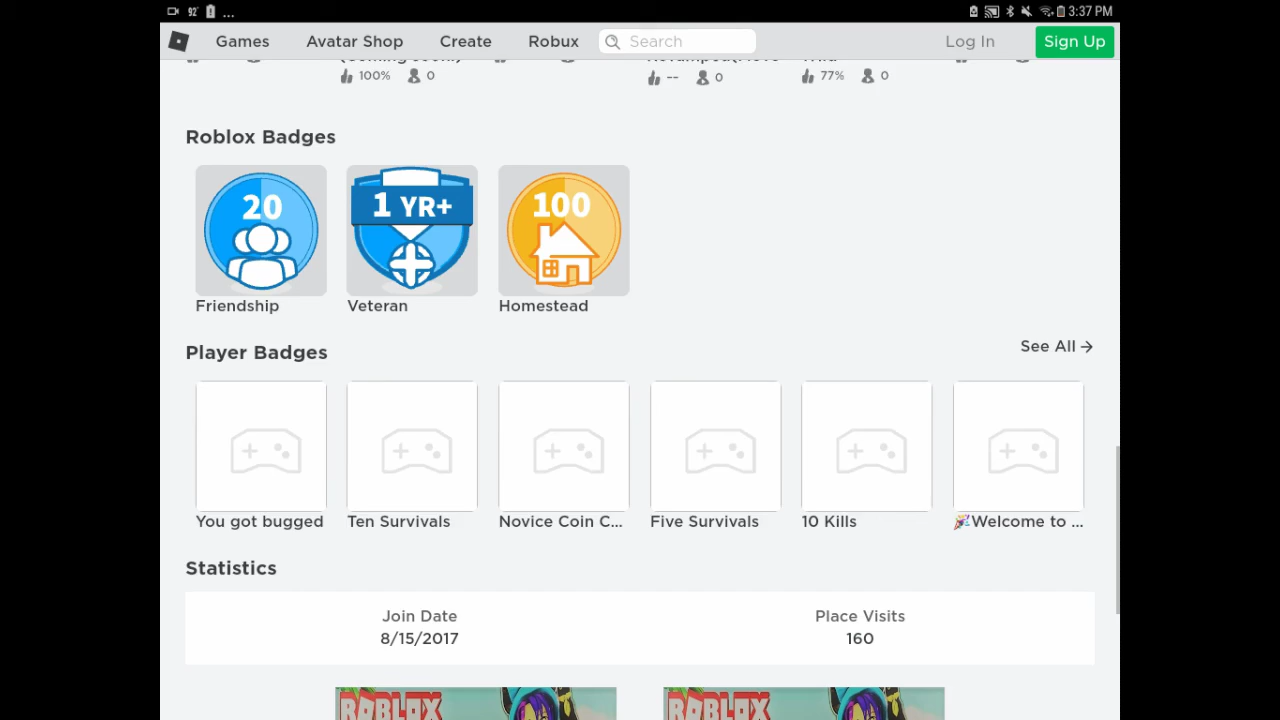 92°
...
3:37 PM
Games Avatar Shop Create Robux Search Log In Sign Up
100% 0
-- 0
77% 0
Roblox Badges
20
1 YR+
100
Friendship Veteran Homestead
Player Badges
See All
You got bugged Ten Survivals Novice Coin C... Five Survivals 10 Kills 🎉Welcome to ...
Statistics
Join Date Place Visits
8/15/2017 160
ROBLOX ROBLOX